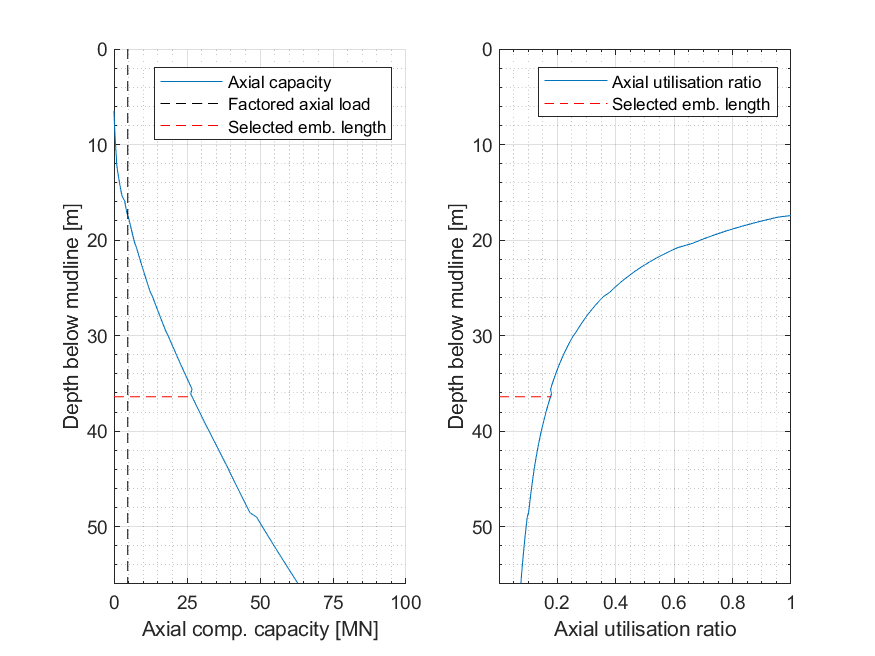 0
10
20
30
40
50
Depth below mudline [m]
Axial capacity
Factored axial load
Selected emb. length
0
25
50
75
100
Axial comp. capacity [MN]
0
10
20
30
40
50
Depth below mudline [m]
Axial utilisation ratio
Selected emb. length
0.2
0.4
0.6
0.8
1
Axial utilisation ratio